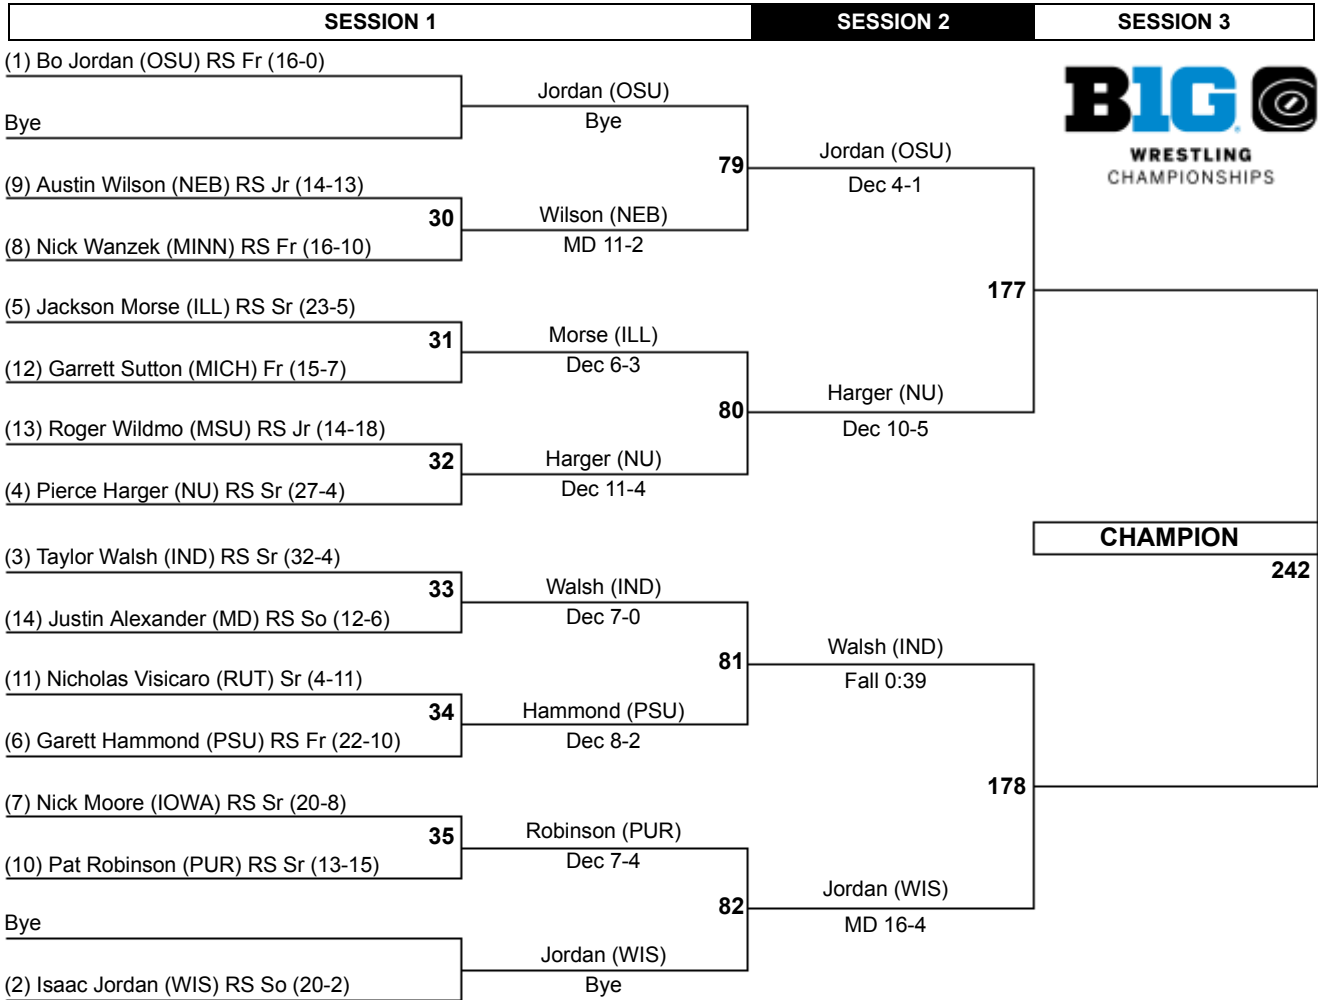 SESSION 1
SESSION 2
SESSION 3
(1) Bo Jordan (OSU) RS Fr (16-0)
Bye
(9) Austin Wilson (NEB) RS Jr (14-13)
30
(8) Nick Wanzek (MINN) RS Fr (16-10)
(5) Jackson Morse (ILL) RS Sr (23-5)
31
(12) Garrett Sutton (MICH) Fr (15-7)
(13) Roger Wildmo (MSU) RS Jr (14-18)
32
(4) Pierce Harger (NU) RS Sr (27-4)
(3) Taylor Walsh (IND) RS Sr (32-4)
33
(14) Justin Alexander (MD) RS So (12-6)
(11) Nicholas Visicaro (RUT) Sr (4-11)
34
(6) Garett Hammond (PSU) RS Fr (22-10)
(7) Nick Moore (IOWA) RS Sr (20-8)
35
(10) Pat Robinson (PUR) RS Sr (13-15)
Bye
(2) Isaac Jordan (WIS) RS So (20-2)
Jordan (OSU)
Bye
79
Wilson (NEB)
MD 11-2
Morse (ILL)
Dec 6-3
80
Harger (NU)
Dec 11-4
Walsh (IND)
Dec 7-0
81
Hammond (PSU)
Dec 8-2
Robinson (PUR)
Dec 7-4
82
Jordan (WIS)
Bye
Jordan (OSU)
Dec 4-1
177
Harger (NU)
Dec 10-5
Walsh (IND)
Fall 0:39
178
Jordan (WIS)
MD 16-4
B1G
WRESTLING
CHAMPIONSHIPS
CHAMPION
242